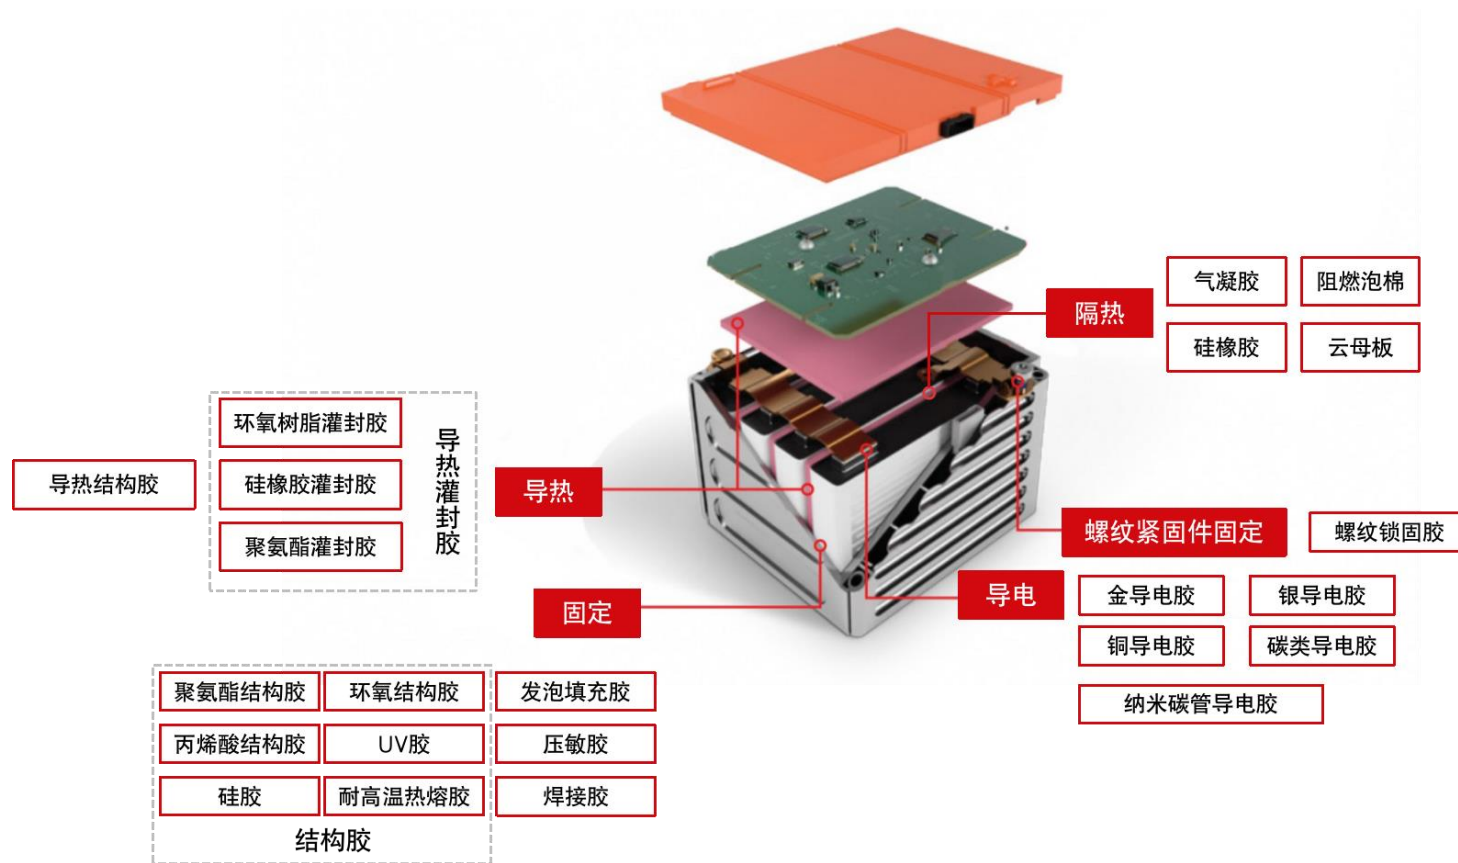 隔热
气凝胶
阻燃泡棉
硅橡胶
云母板
导热
导热结构胶
环氧树脂灌封胶
硅橡胶灌封胶
聚氨酯灌封胶
导热灌封胶
螺纹紧固件固定
螺纹锁固胶
导电
金导电胶
银导电胶
铜导电胶
碳类导电胶
纳米碳管导电胶
固定
聚氨酯结构胶
环氧结构胶
发泡填充胶
丙烯酸结构胶
UV胶
压敏胶
硅胶
耐高温热熔胶
焊接胶
结构胶